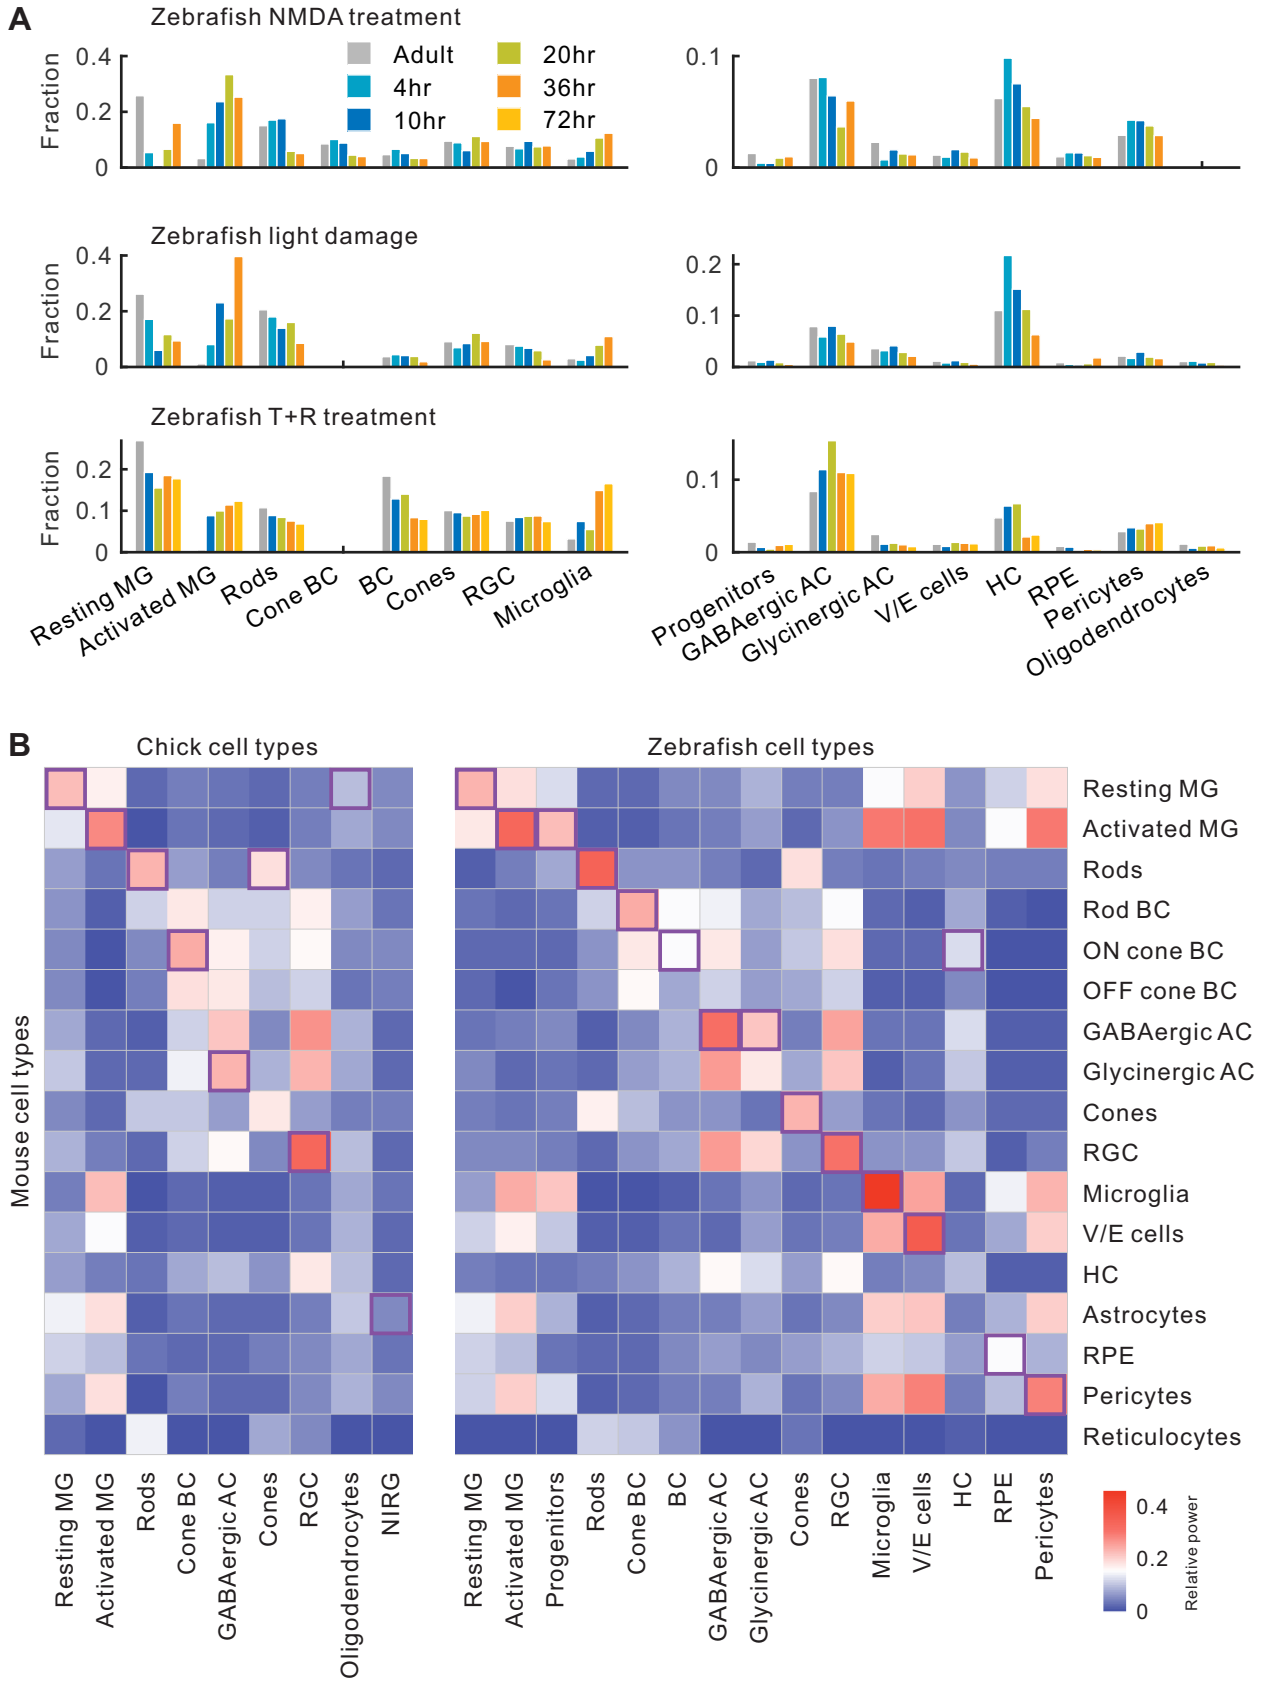 A
Zebrafish NMDA treatment
Fraction
0.4
0.2
0
Adult
4hr
10hr
20hr
36hr
72hr
0.1
0
Zebrafish light damage
Fraction
0.4
0.2
0
0.2
0.1
0
Zebrafish T+R treatment
Fraction
0.2
0.1
0
0.1
0
Resting MG
Activated MG
Rods
Cone BC
BC
Cones
RGC
Microglia
Progenitors
GABAergic AC
Glycinergic AC
V/E cells
HC
RPE
Pericytes
Oligodendrocytes
B
Chick cell types
Zebrafish cell types
Mouse cell types
Resting MG
Activated MG
Rods
Rod BC
ON cone BC
OFF cone BC
GABAergic AC
Glycinergic AC
Cones
RGC
Microglia
V/E cells
HC
Astrocytes
RPE
Pericytes
Reticulocytes
Resting MG
Activated MG
Rods
Cone BC
GABAergic AC
Cones
RGC
Oligodendrocytes
NIRG
Resting MG
Activated MG
Progenitors
Rods
Cone BC
BC
GABAergic AC
Glycinergic AC
Cones
RGC
Microglia
V/E cells
HC
RPE
Pericytes
0.4
0.2
0
Relative power